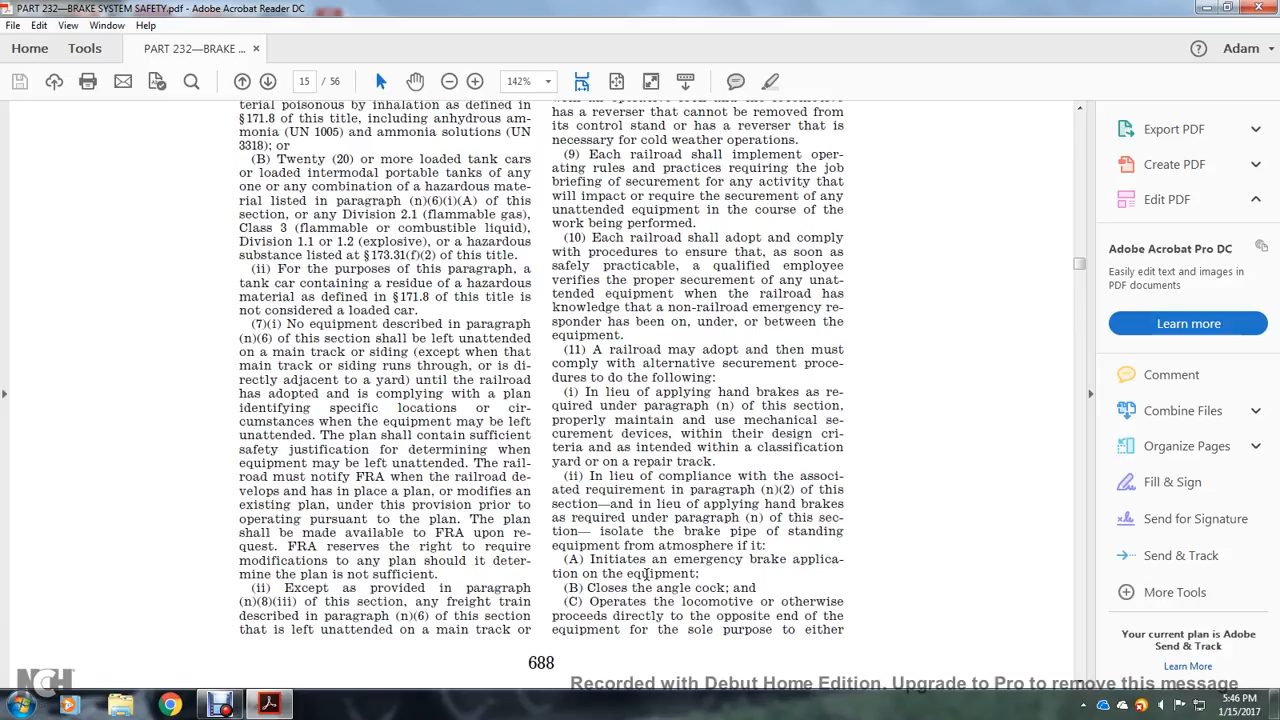 PART 232—BRAKE SYSTEM SAFETY.pdf - Adobe Acrobat Reader DC
File Edit View Window Help
Home Tools PART 232—BRAKE ... × Adam
15 / 56 142%
terial poisonous by inhalation as defined in
§171.8 of this title, including anhydrous am-
monia (UN 1005) and ammonia solutions (UN
3318); or
(B) Twenty (20) or more loaded tank cars
or loaded intermodal portable tanks of any
one or any combination of a hazardous mate-
rial listed in paragraph (n)(6)(i)(A) of this
section, or any Division 2.1 (flammable gas),
Class 3 (flammable or combustible liquid),
Division 1.1 or 1.2 (explosive), or a hazardous
substance listed at §173.31(f)(2) of this title.
(ii) For the purposes of this paragraph, a
tank car containing a residue of a hazardous
material as defined in §171.8 of this title is
not considered a loaded car.
(7)(i) No equipment described in paragraph
(n)(6) of this section shall be left unattended
on a main track or siding (except when that
main track or siding runs through, or is di-
rectly adjacent to a yard) until the railroad
has adopted and is complying with a plan
identifying specific locations or cir-
cumstances when the equipment may be left
unattended. The plan shall contain sufficient
safety justification for determining when
equipment may be left unattended. The rail-
road must notify FRA when the railroad de-
velops and has in place a plan, or modifies an
existing plan, under this provision prior to
operating pursuant to the plan. The plan
shall be made available to FRA upon re-
quest. FRA reserves the right to require
modifications to any plan should it deter-
mine the plan is not sufficient.
(ii) Except as provided in paragraph
(n)(8)(iii) of this section, any freight train
described in paragraph (n)(6) of this section
that is left unattended on a main track or
has a reverser that cannot be removed from
its control stand or has a reverser that is
necessary for cold weather operations.
(9) Each railroad shall implement oper-
ating rules and practices requiring the job
briefing of securement for any activity that
will impact or require the securement of any
unattended equipment in the course of the
work being performed.
(10) Each railroad shall adopt and comply
with procedures to ensure that, as soon as
safely practicable, a qualified employee
verifies the proper securement of any unat-
tended equipment when the railroad has
knowledge that a non-railroad emergency re-
sponder has been on, under, or between the
equipment.
(11) A railroad may adopt and then must
comply with alternative securement proce-
dures to do the following:
(i) In lieu of applying hand brakes as re-
quired under paragraph (n) of this section,
properly maintain and use mechanical se-
curement devices, within their design cri-
teria and as intended within a classification
yard or on a repair track.
(ii) In lieu of compliance with the associ-
ated requirement in paragraph (n)(2) of this
section—and in lieu of applying hand brakes
as required under paragraph (n) of this sec-
tion— isolate the brake pipe of standing
equipment from atmosphere if it:
(A) Initiates an emergency brake applica-
tion on the equipment;
(B) Closes the angle cock; and
(C) Operates the locomotive or otherwise
proceeds directly to the opposite end of the
equipment for the sole purpose to either
688
Export PDF
Create PDF
Edit PDF
Adobe Acrobat Pro DC
Easily edit text and images in
PDF documents
Learn more
Comment
Combine Files
Organize Pages
Fill & Sign
Send for Signature
Send & Track
More Tools
Your current plan is Adobe
Send & Track
Learn More
NCH
Recorded with Debut Home Edition. Upgrade to Pro to remove this message
5:46 PM
1/15/2017